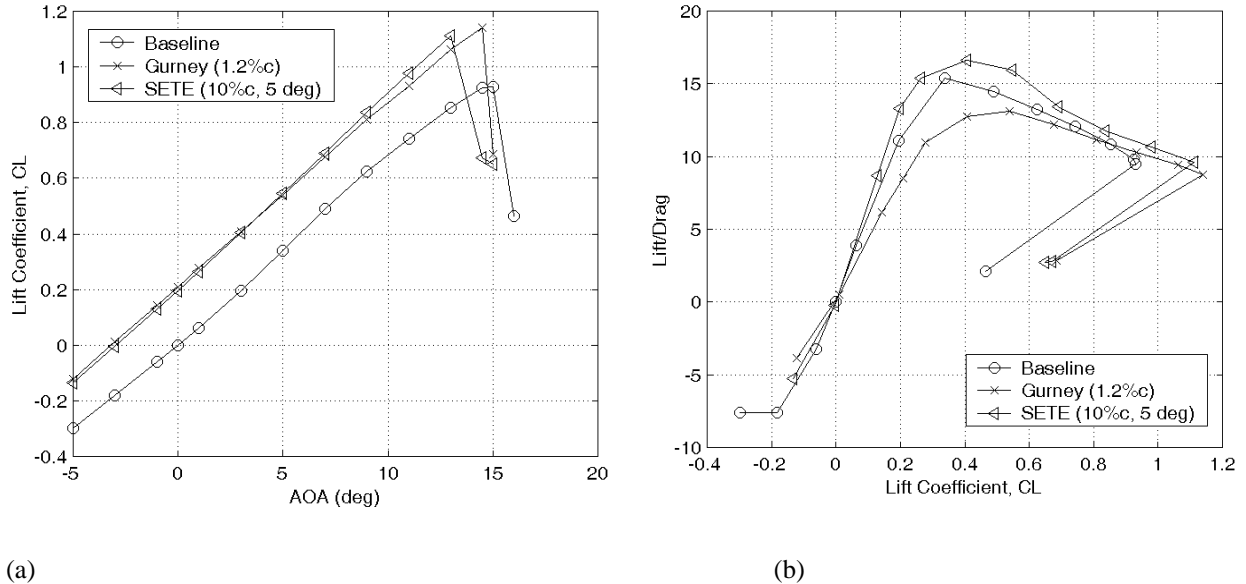 1.2
1
0.8
0.6
0.4
0.2
0
-0.2
-0.4
Lift Coefficient, CL
Baseline
Gurney (1.2%c)
SETE (10%c, 5 deg)
-5
0
5
10
15
20
AOA (deg)
(a)
20
15
10
5
0
-5
-10
Lift/Drag
Baseline
Gurney (1.2%c)
SETE (10%c, 5 deg)
-0.4
-0.2
0
0.2
0.4
0.6
0.8
1
1.2
Lift Coefficient, CL
(b)